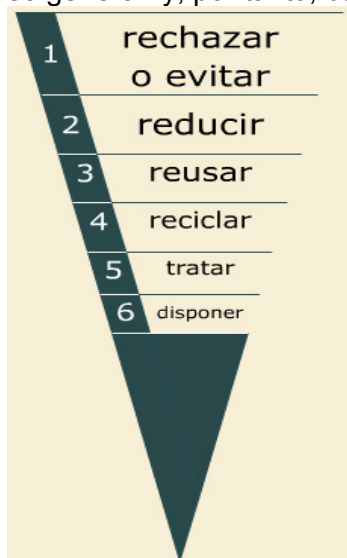 1 rechazar
o evitar
2 reducir
3 reusar
4 reciclar
5 tratar
6 disponer